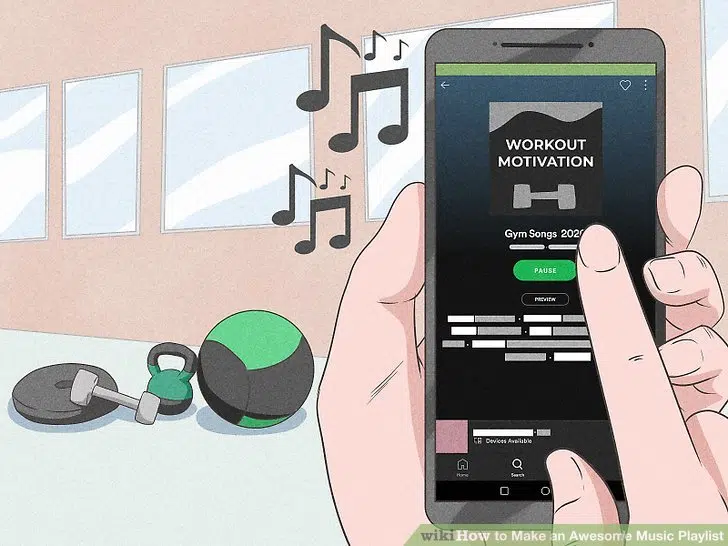 WORKOUT
MOTIVATION
Gym Songs 2020
PAUSE
PREVIEW
Devices Available
Home
Search
wikiHow to Make an Awesome Music Playlist